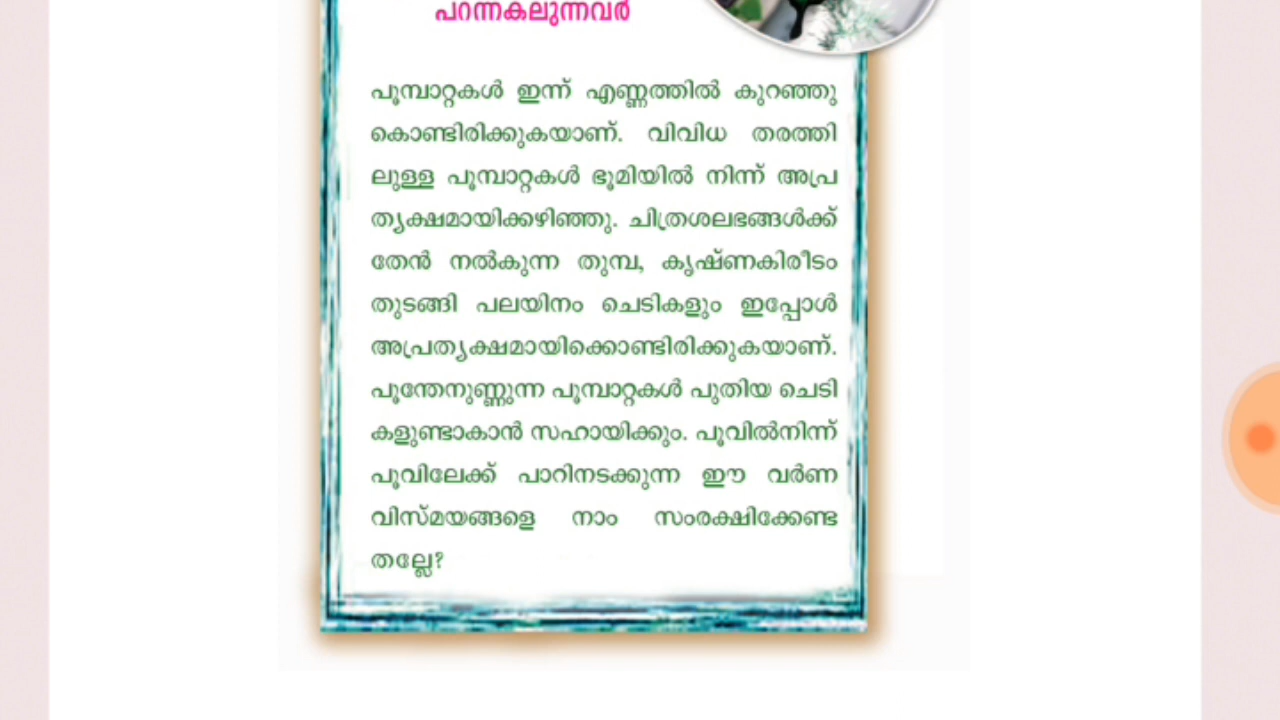 പറന്നകലുന്നവർ
പൂമ്പാറ്റകൾ ഇന്ന് എണ്ണത്തിൽ കുറഞ്ഞു
കൊണ്ടിരിക്കുകയാണ്. വിവിധ തരത്തി
ലുള്ള പൂമ്പാറ്റകൾ ഭൂമിയിൽ നിന്ന് അപ്ര
ത്യക്ഷമായിക്കഴിഞ്ഞു. ചിത്രശലഭങ്ങൾക്ക്
തേൻ നൽകുന്ന തുമ്പ, കൃഷ്ണകിരീടം
തുടങ്ങി പലയിനം ചെടികളും ഇപ്പോൾ
അപ്രത്യക്ഷമായിക്കൊണ്ടിരിക്കുകയാണ്.
പൂന്തേനുണ്ണുന്ന പൂമ്പാറ്റകൾ പുതിയ ചെടി
കളുണ്ടാകാൻ സഹായിക്കും. പൂവിൽനിന്ന്
പൂവിലേക്ക് പാറിനടക്കുന്ന ഈ വർണ
വിസ്മയങ്ങളെ നാം സംരക്ഷിക്കേണ്ട
തല്ലേ?